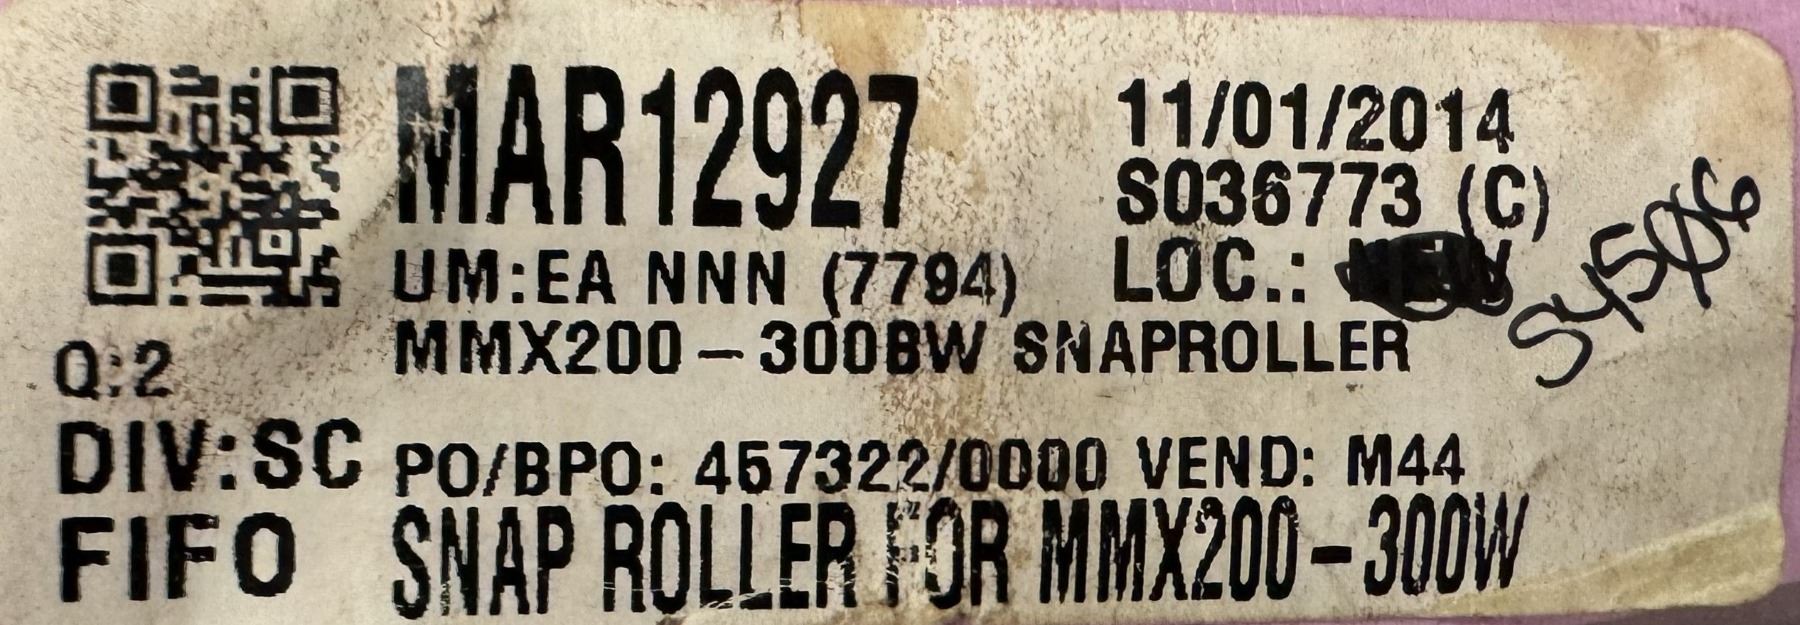 MAR12927
11/01/2014
S036773 (C)
UM:EA NNN (7794)
LOC.:
MMX200-300BW SNAPROLLER
Q:2
DIV:SC
PO/BPO: 457322/0000 VEND: M44
FIFO
SNAP ROLLER FOR MMX200-300W